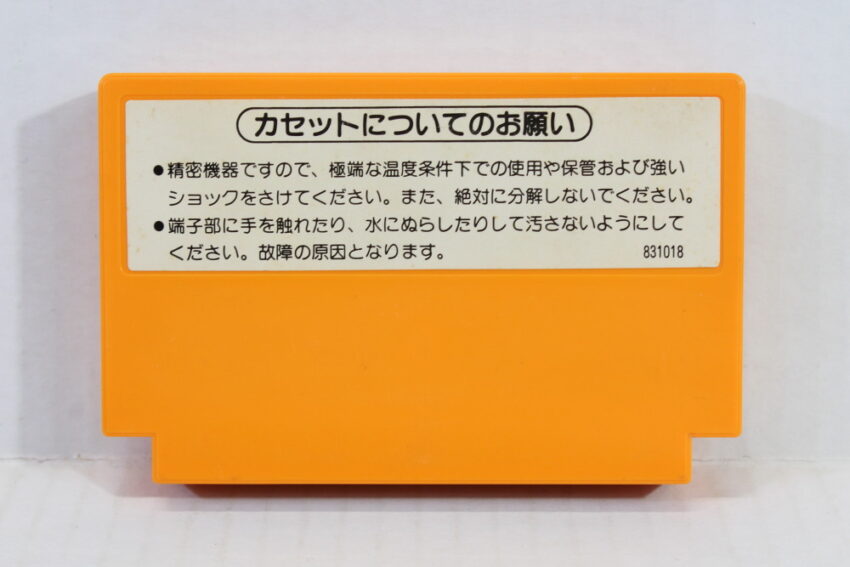 カセットについてのお願い
●精密機器ですので、極端な温度条件下での使用や保管および強い
ショックをさけてください。また、絶対に分解しないでください。
●端子部に手を触れたり、水にぬらしたりして汚さないようにして
ください。故障の原因となります。 831018